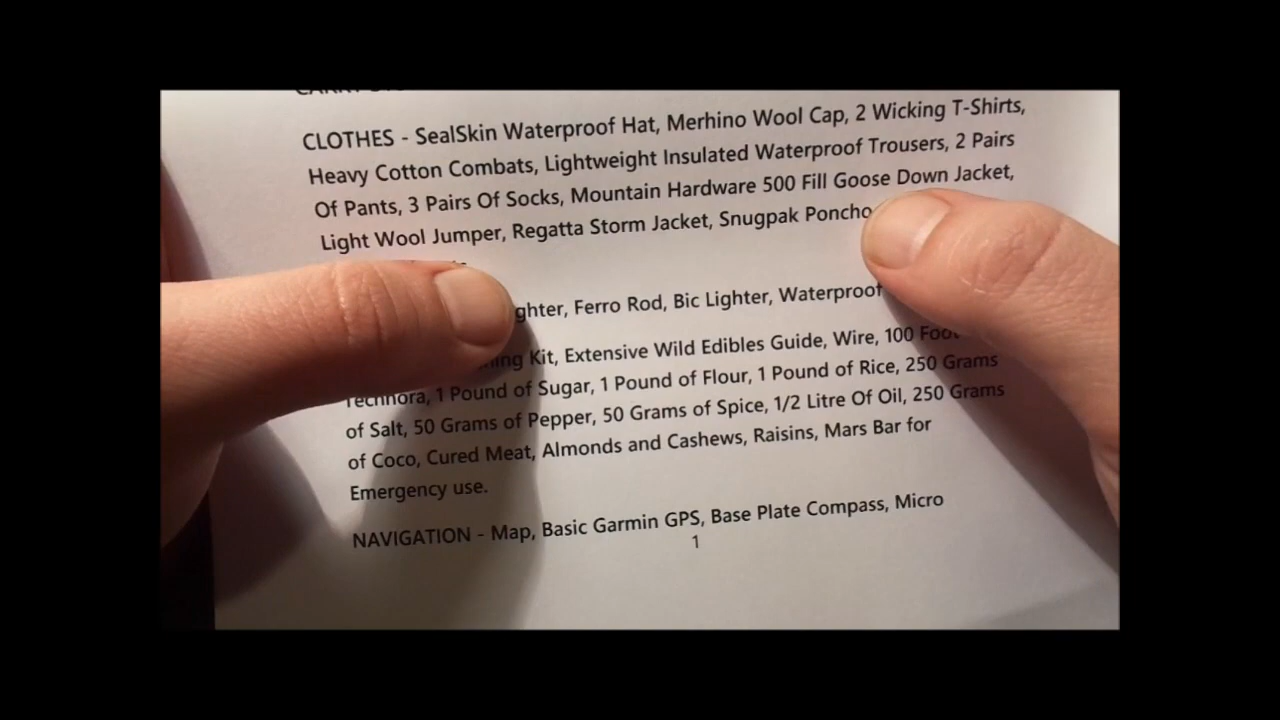 CLOTHES - SealSkin Waterproof Hat, Merhino Wool Cap, 2 Wicking T-Shirts,
Heavy Cotton Combats, Lightweight Insulated Waterproof Trousers, 2 Pairs
Of Pants, 3 Pairs Of Socks, Mountain Hardware 500 Fill Goose Down Jacket,
Light Wool Jumper, Regatta Storm Jacket, Snugpak Poncho
Ferro Rod, Bic Lighter, Waterproof
Kit, Extensive Wild Edibles Guide, Wire, 100 Foot
Technora, 1 Pound of Sugar, 1 Pound of Flour, 1 Pound of Rice, 250 Grams
of Salt, 50 Grams of Pepper, 50 Grams of Spice, 1/2 Litre Of Oil, 250 Grams
of Coco, Cured Meat, Almonds and Cashews, Raisins, Mars Bar for
Emergency use.
NAVIGATION - Map, Basic Garmin GPS, Base Plate Compass, Micro
1